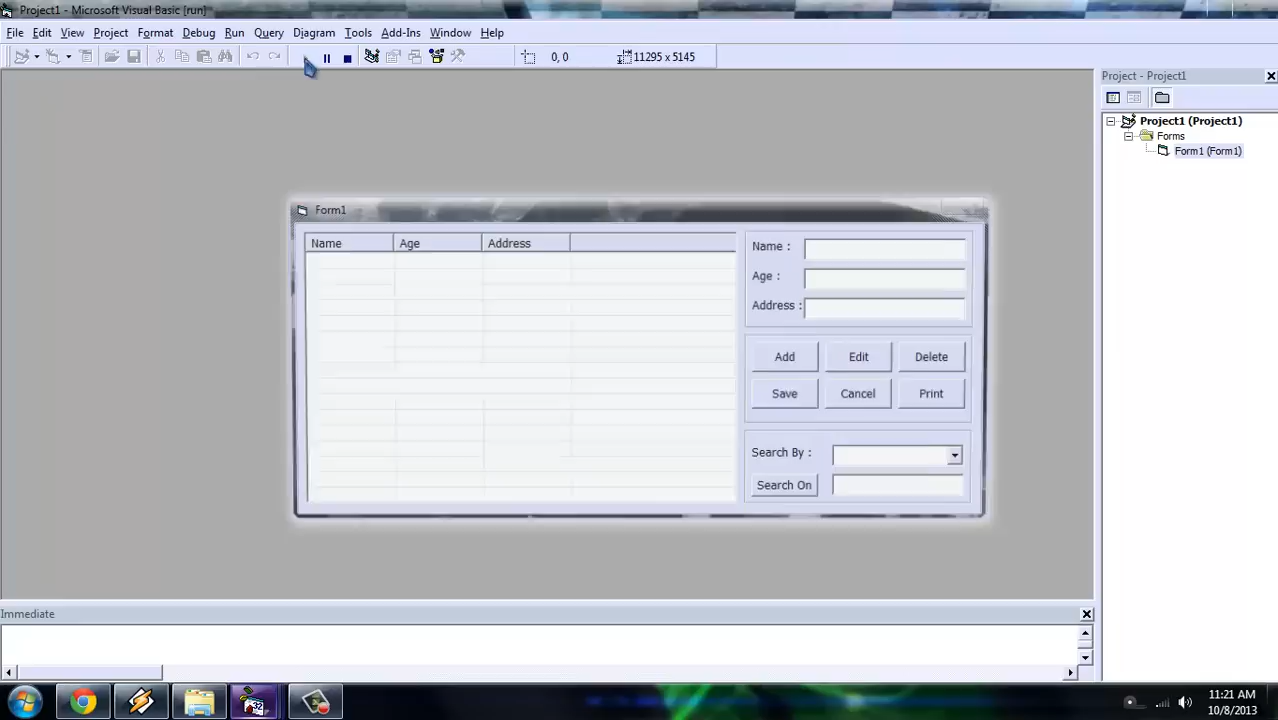 Project1 - Microsoft Visual Basic [run]
File Edit View Project Format Debug Run Query Diagram Tools Add-Ins Window Help
0, 0 11295 x 5145
Project - Project1
Project1 (Project1)
Forms
Form1 (Form1)
Form1
Name Age Address
Name :
Age :
Address :
Add Edit Delete
Save Cancel Print
Search By :
Search On
Immediate
11:21 AM
10/8/2013